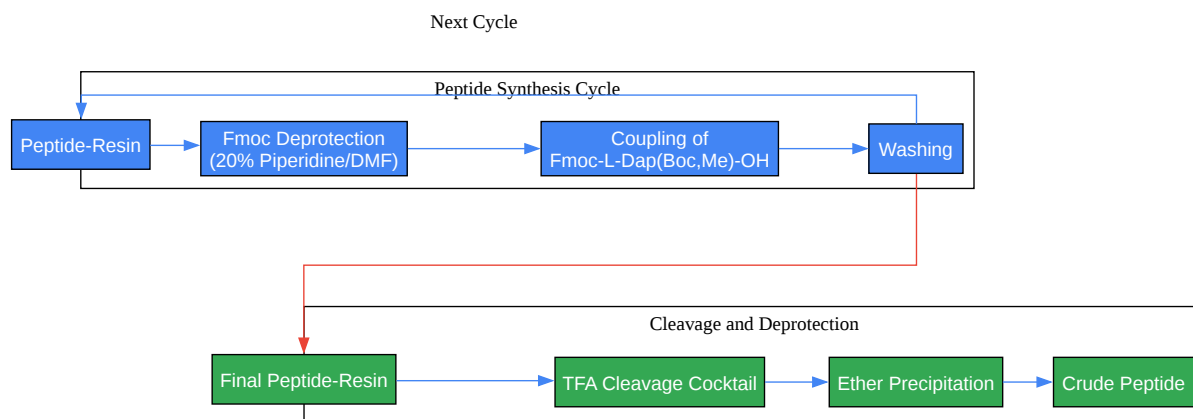 Next Cycle
Peptide Synthesis Cycle
Peptide-Resin
Fmoc Deprotection
(20% Piperidine/DMF)
Coupling of
Fmoc-L-Dap(Boc,Me)-OH
Washing
Cleavage and Deprotection
Final Peptide-Resin
TFA Cleavage Cocktail
Ether Precipitation
Crude Peptide